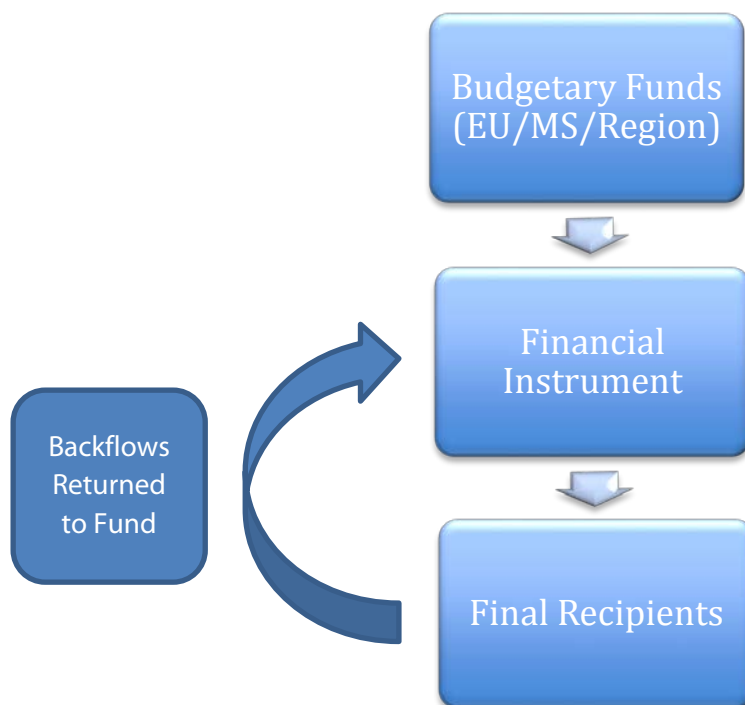 Budgetary Funds
(EU/MS/Region)
Financial
Instrument
Backflows
Returned
to Fund
Final Recipients